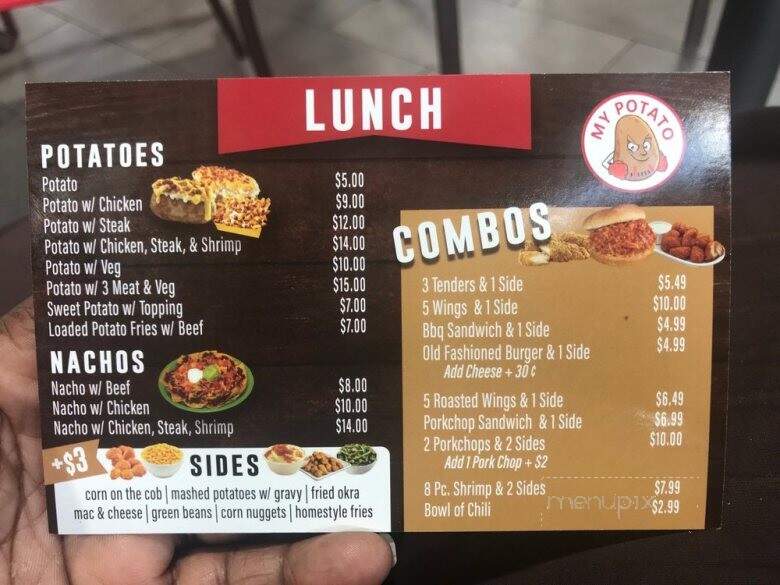 LUNCH
MY POTATO
POTATOES
Potato $5.00
Potato w/ Chicken $9.00
Potato w/ Steak $12.00
Potato w/ Chicken, Steak, & Shrimp $14.00
Potato w/ Veg $10.00
Potato w/ 3 Meat & Veg $15.00
Sweet Potato w/ Topping $7.00
Loaded Potato Fries w/ Beef $7.00
NACHOS
Nacho w/ Beef $8.00
Nacho w/ Chicken $10.00
Nacho w/ Chicken, Steak, Shrimp $14.00
+$3 SIDES
corn on the cob | mashed potatoes w/ gravy | fried okra
mac & cheese | green beans | corn nuggets | homestyle fries
COMBOS
3 Tenders & 1 Side $5.49
5 Wings & 1 Side $10.00
Bbq Sandwich & 1 Side $4.99
Old Fashioned Burger & 1 Side $4.99
Add Cheese + 30 ¢
5 Roasted Wings & 1 Side $6.49
Porkchop Sandwich & 1 Side $6.99
2 Porkchops & 2 Sides $10.00
Add 1 Pork Chop + $2
8 Pc. Shrimp & 2 Sides $7.99
Bowl of Chili $2.99
menupix